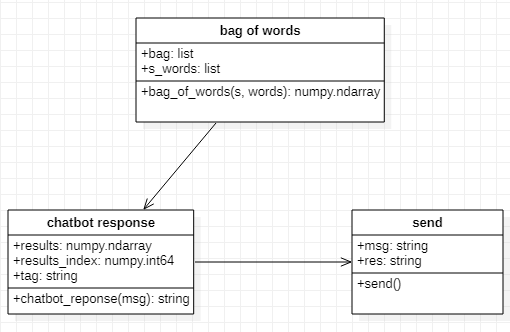 bag of words
+bag: list
+s_words: list
+bag_of_words(s, words): numpy.ndarray
chatbot response
+results: numpy.ndarray
+results_index: numpy.int64
+tag: string
+chatbot_reponse(msg): string
send
+msg: string
+res: string
+send()